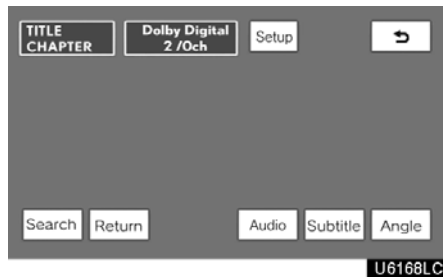 TITLE
CHAPTER
Dolby Digital
2 /0ch
Setup
Search
Return
Audio
Subtitle
Angle
U6168LC